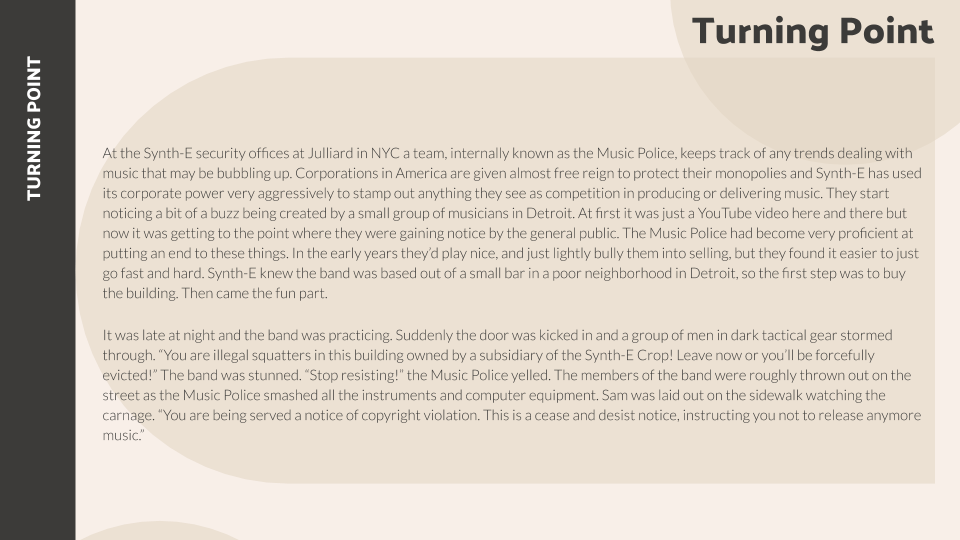 Turning Point
TURNING POINT
At the Synth-E security offices at Julliard in NYC a team, internally known as the Music Police, keeps track of any trends dealing with
music that may be bubbling up. Corporations in America are given almost free reign to protect their monopolies and Synth-E has used
its corporate power very aggressively to stamp out anything they see as competition in producing or delivering music. They start
noticing a bit of a buzz being created by a small group of musicians in Detroit. At first it was just a YouTube video here and there but
now it was getting to the point where they were gaining notice by the general public. The Music Police had become very proficient at
putting an end to these things. In the early years they’d play nice, and just lightly bully them into selling, but they found it easier to just
go fast and hard. Synth-E knew the band was based out of a small bar in a poor neighborhood in Detroit, so the first step was to buy
the building. Then came the fun part.
It was late at night and the band was practicing. Suddenly the door was kicked in and a group of men in dark tactical gear stormed
through. “You are illegal squatters in this building owned by a subsidiary of the Synth-E Crop! Leave now or you’ll be forcefully
evicted!” The band was stunned. “Stop resisting!” the Music Police yelled. The members of the band were roughly thrown out on the
street as the Music Police smashed all the instruments and computer equipment. Sam was laid out on the sidewalk watching the
carnage. “You are being served a notice of copyright violation. This is a cease and desist notice, instructing you not to release anymore
music.”